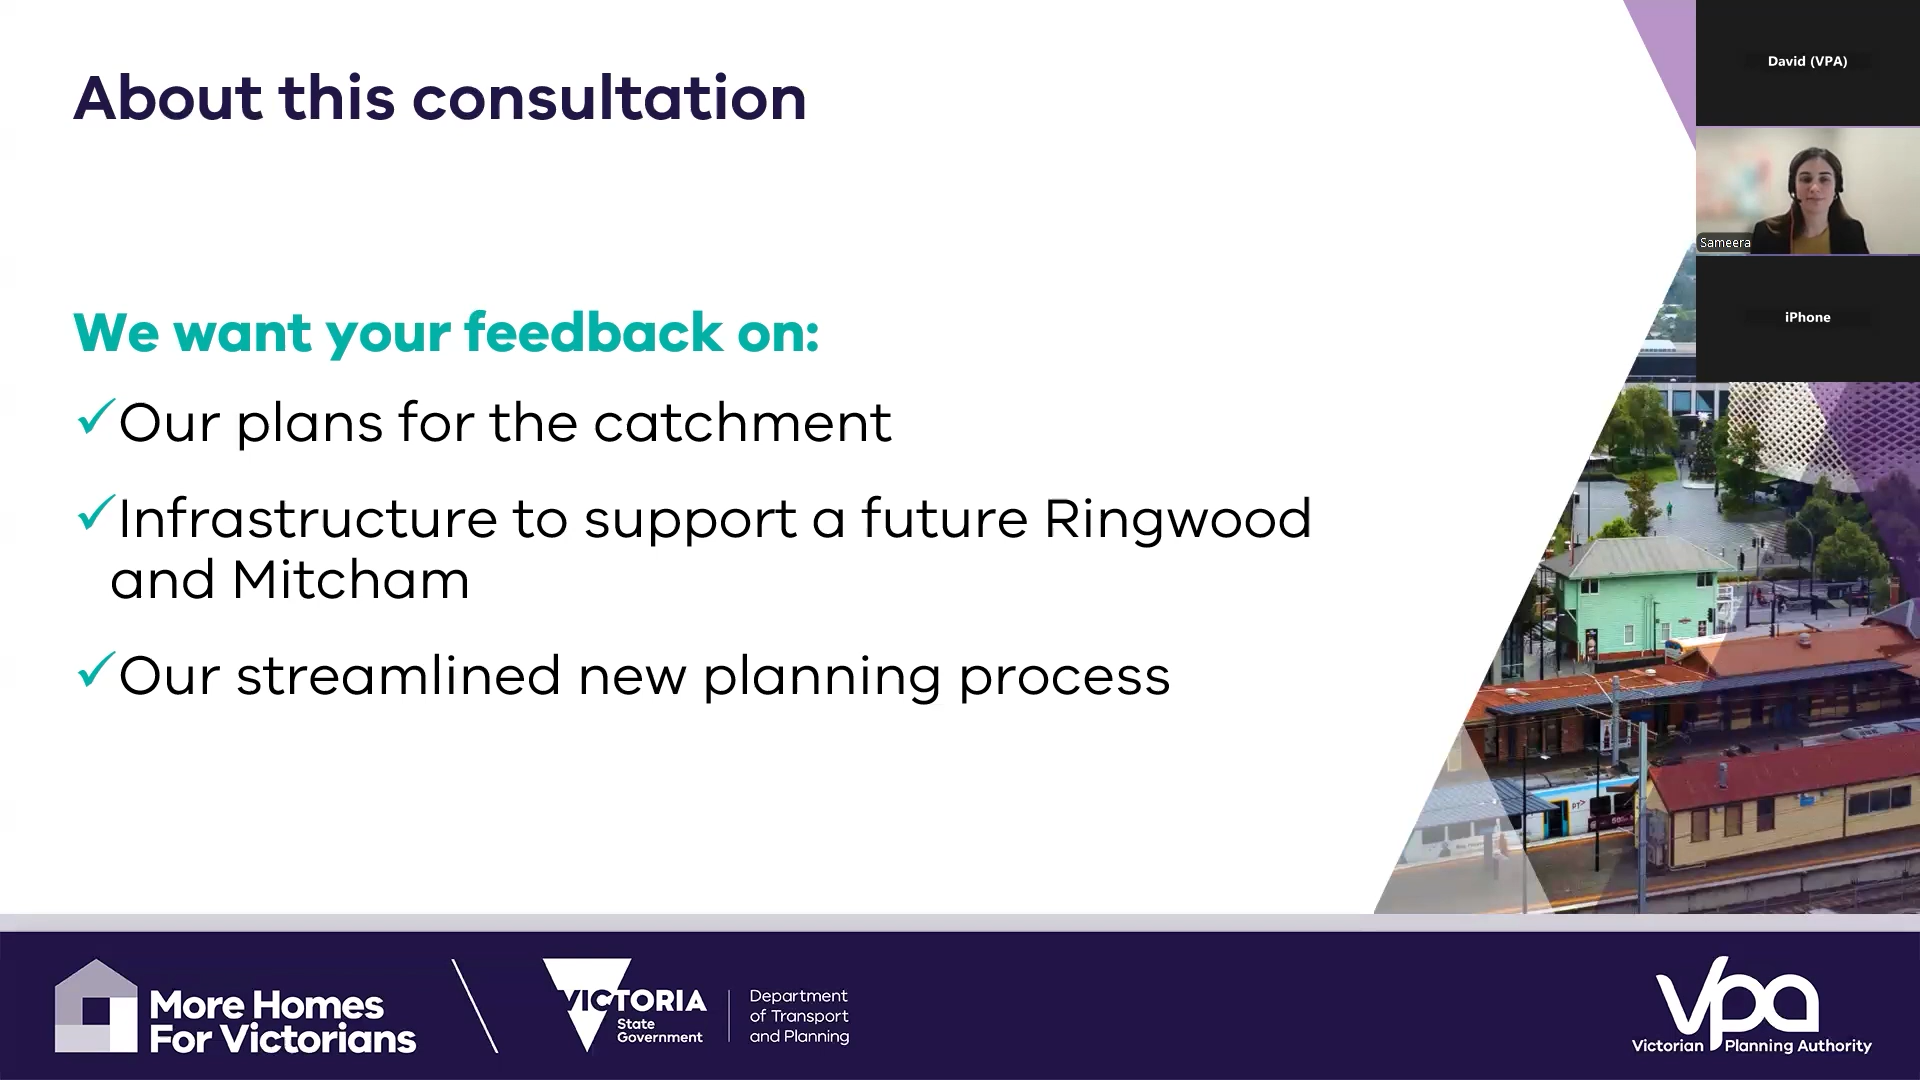 About this consultation
We want your feedback on:
✓Our plans for the catchment
✓Infrastructure to support a future Ringwood
and Mitcham
✓Our streamlined new planning process
David (VPA)
Sameera
iPhone
More Homes
For Victorians
VICTORIA
State
Government
Department
of Transport
and Planning
vpa
Victorian Planning Authority